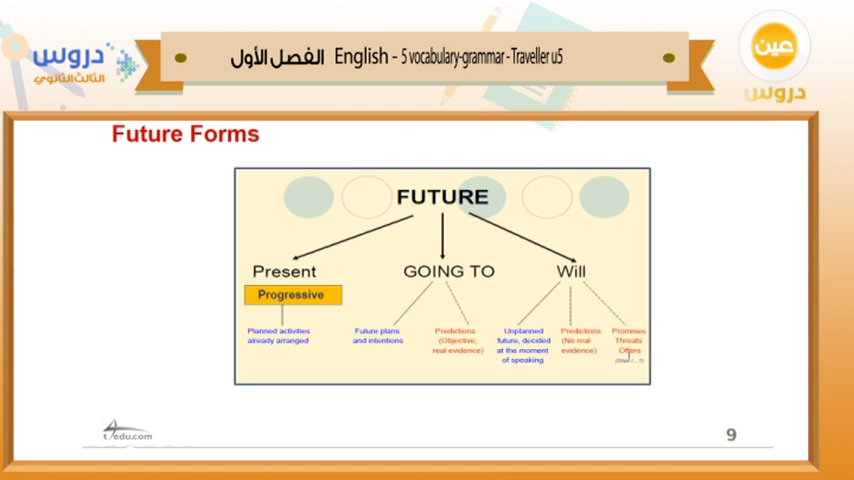 دروس
الثالث الثانوي
الفصل الأول English - 5 vocabulary-grammar - Traveller u5
عين
دروس
Future Forms
FUTURE
Present
Progressive
Planned activities
already arranged
GOING TO
Future plans
and intentions
Predictions
(Objective,
real evidence)
Will
Unplanned
future, decided
at the moment
of speaking
Predictions
(No real
evidence)
Promises
Threats
Offers
t4edu.com
9